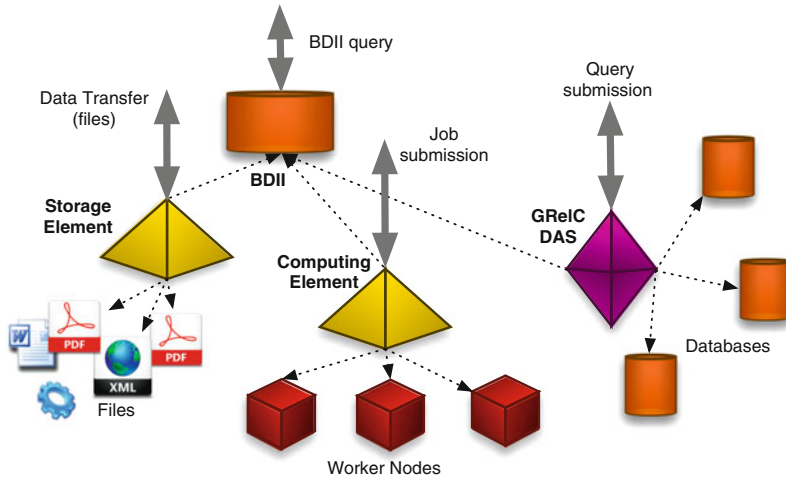 BDII query
Query
submission
Data Transfer
(files)
Job
submission
BDII
Storage
Element
GRelC
DAS
Computing
Element
W
PDF
PDF
XML
Databases
Files
Worker Nodes